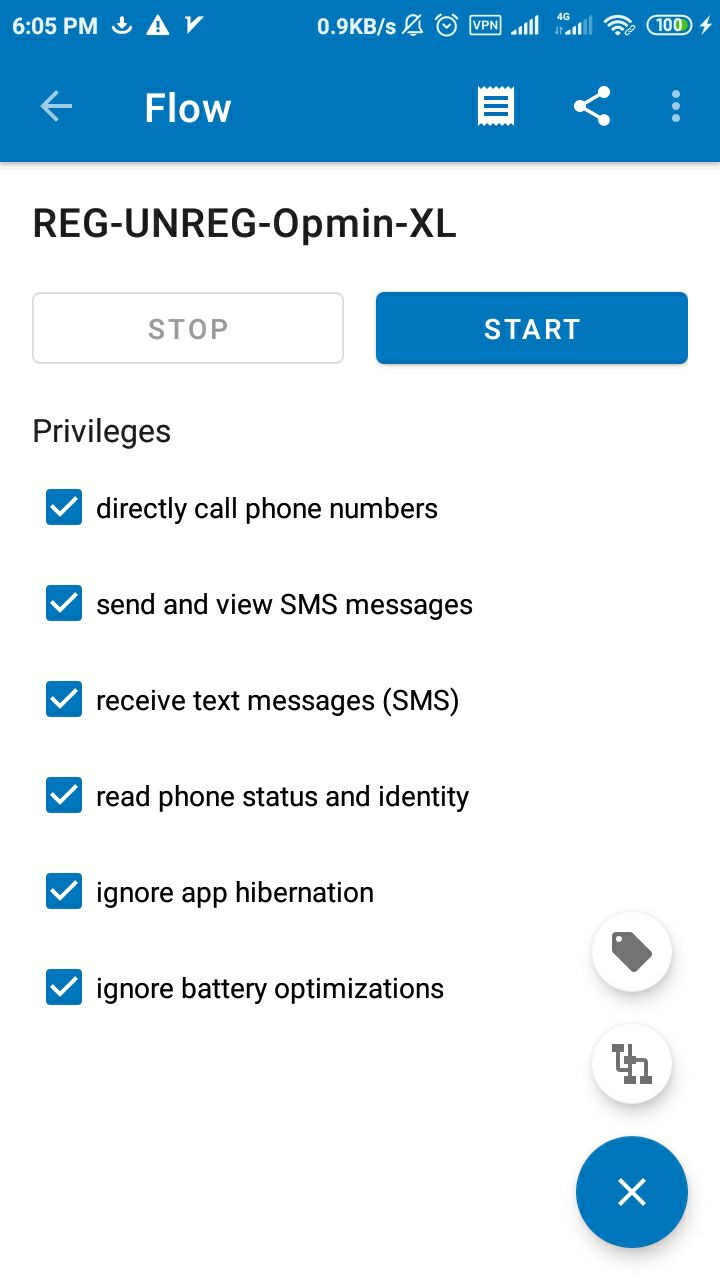 6:05 PM 0.9KB/s VPN 4G 100
Flow
REG-UNREG-Opmin-XL
STOP START
Privileges
directly call phone numbers
send and view SMS messages
receive text messages (SMS)
read phone status and identity
ignore app hibernation
ignore battery optimizations